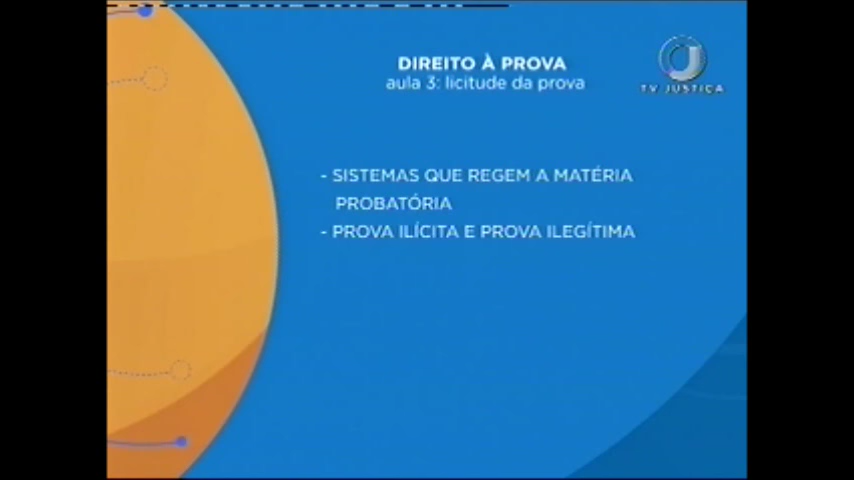 DIREITO À PROVA
aula 3: licitude da prova
TV JUSTIÇA
- SISTEMAS QUE REGEM A MATÉRIA
PROBATÓRIA
- PROVA ILÍCITA E PROVA ILEGÍTIMA